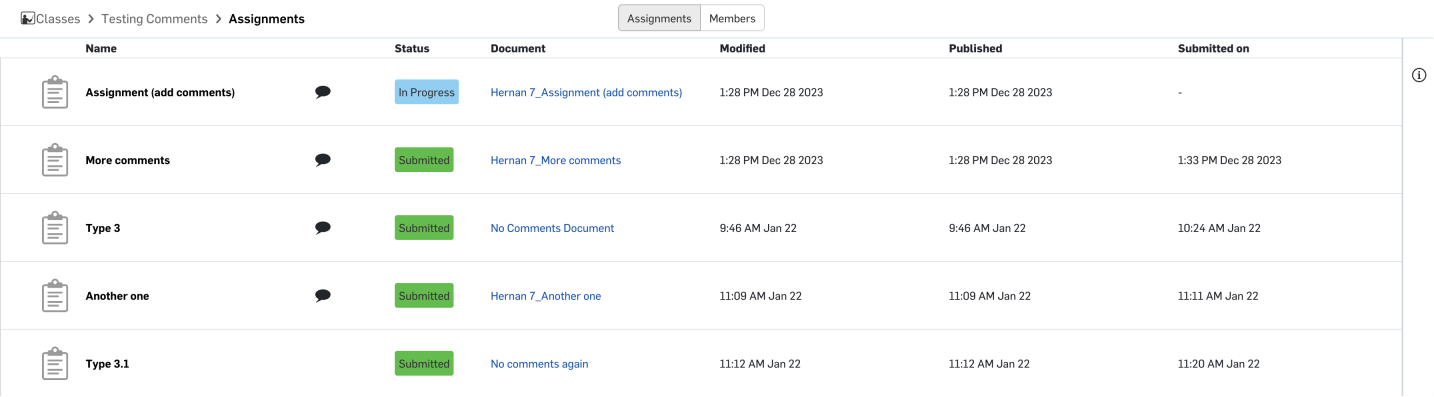 Classes > Testing Comments > Assignments
Assignments Members
Name Status Document Modified Published Submitted on
Assignment (add comments) In Progress Hernan 7_Assignment (add comments) 1:28 PM Dec 28 2023 1:28 PM Dec 28 2023 -
More comments Submitted Hernan 7_More comments 1:28 PM Dec 28 2023 1:28 PM Dec 28 2023 1:33 PM Dec 28 2023
Type 3 Submitted No Comments Document 9:46 AM Jan 22 9:46 AM Jan 22 10:24 AM Jan 22
Another one Submitted Hernan 7_Another one 11:09 AM Jan 22 11:09 AM Jan 22 11:11 AM Jan 22
Type 3.1 Submitted No comments again 11:12 AM Jan 22 11:12 AM Jan 22 11:20 AM Jan 22